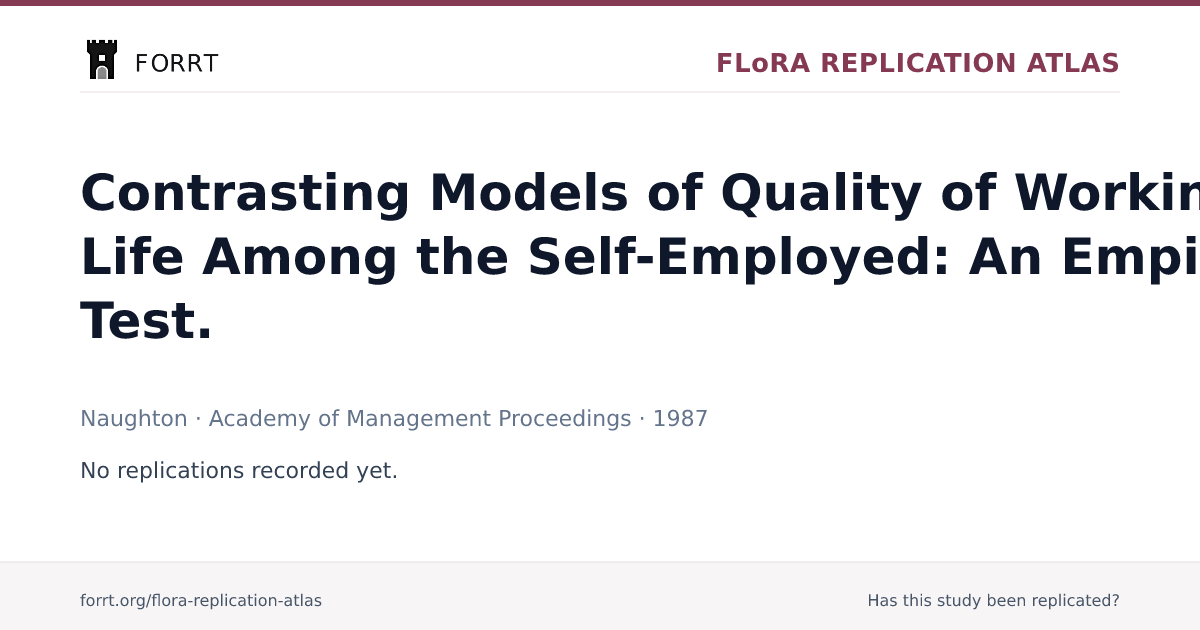 FORRT
FLoRA REPLICATION ATLAS
Contrasting Models of Quality of Workin
Life Among the Self-Employed: An Empi
Test.
Naughton · Academy of Management Proceedings · 1987
No replications recorded yet.
forrt.org/flora-replication-atlas
Has this study been replicated?